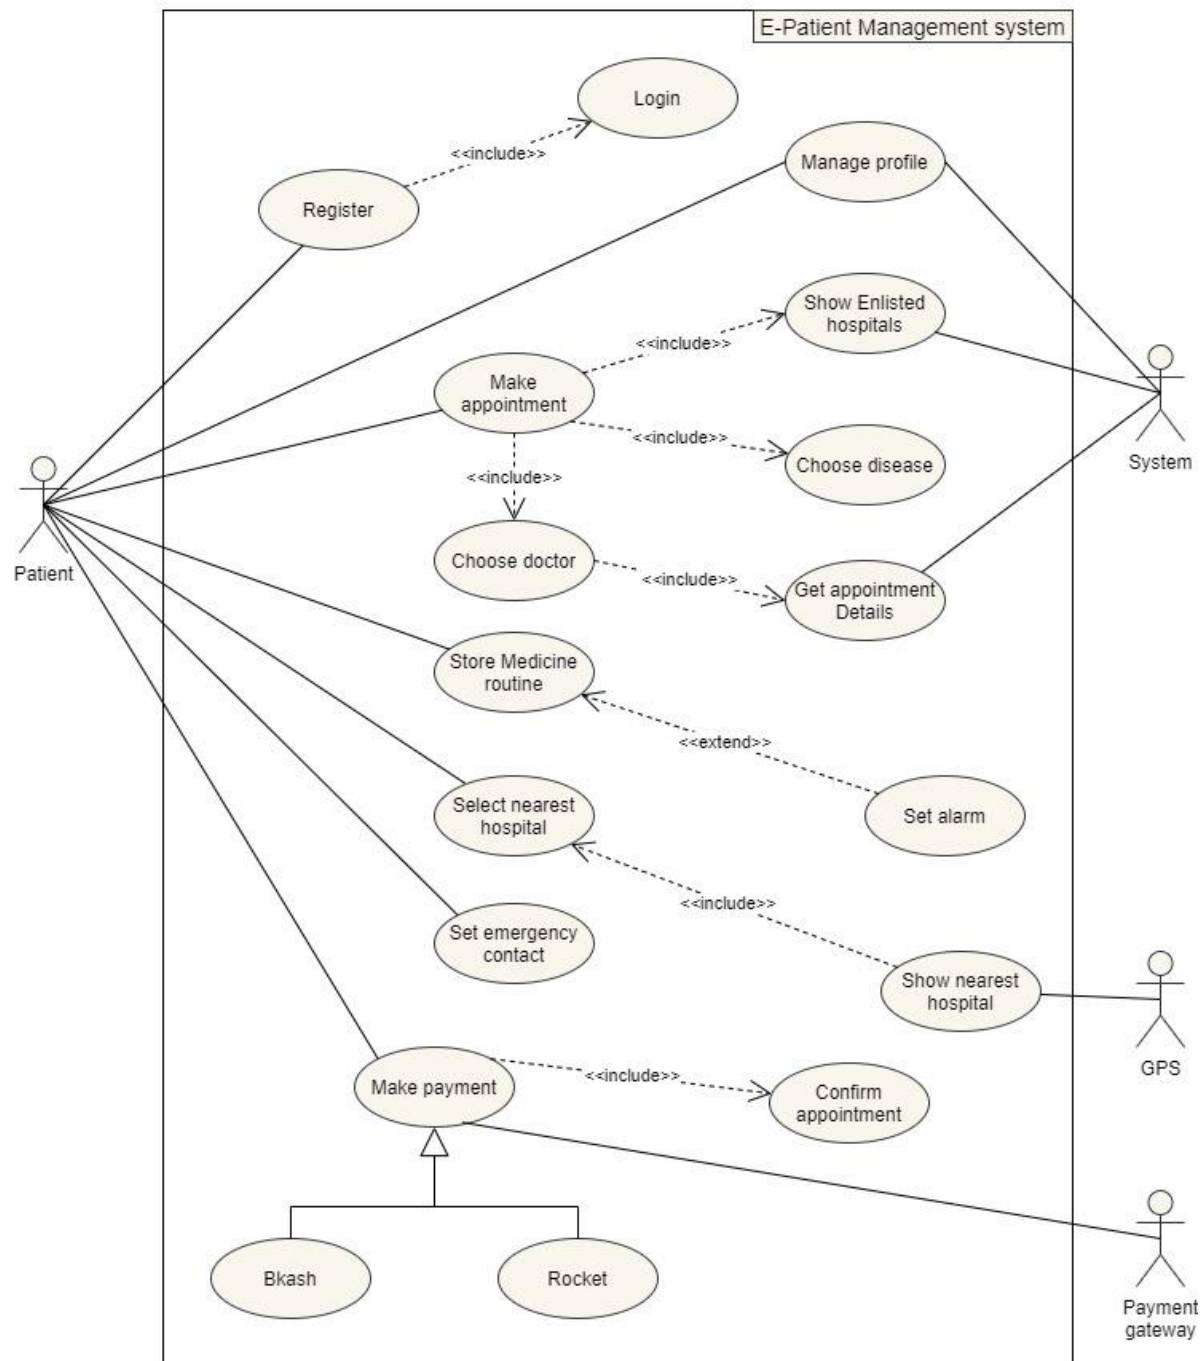 E-Patient Management system
Login
<<include>>
Manage profile
Register
Show Enlisted
hospitals
<<include>>
Make
appointment
<<include>>
Choose disease
System
<<include>>
Choose doctor
<<include>>
Get appointment
Details
Patient
Store Medicine
routine
<<extend>>
Set alarm
Select nearest
hospital
<<include>>
Set emergency
contact
Show nearest
hospital
GPS
Make payment
<<include>>
Confirm
appointment
Bkash
Rocket
Payment
gateway